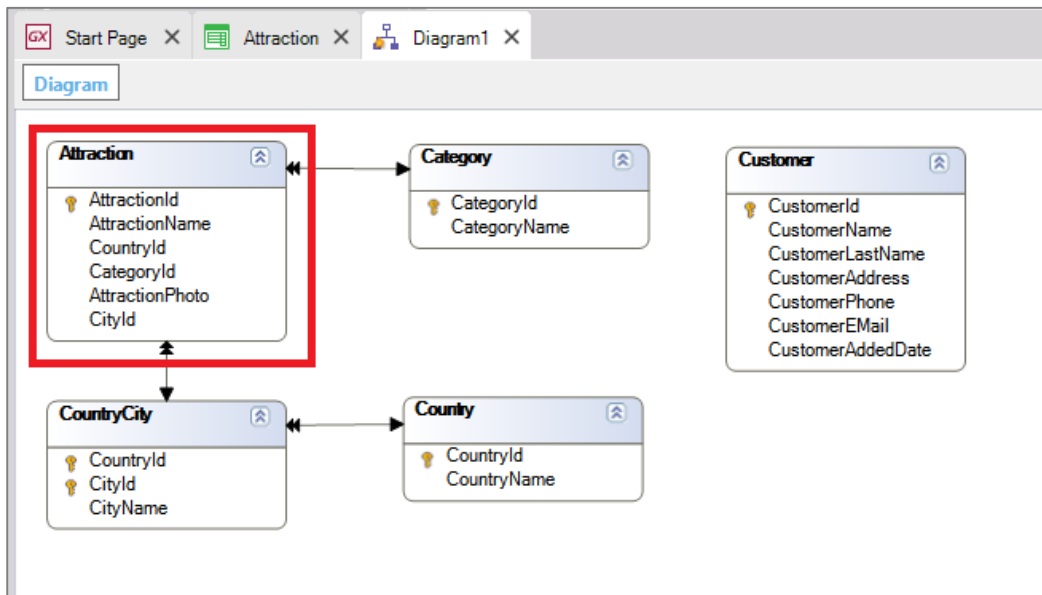 GX Start Page Attraction Diagram1
Diagram
Attraction
AttractionId
AttractionName
CountryId
CategoryId
AttractionPhoto
CityId
Category
CategoryId
CategoryName
Customer
CustomerId
CustomerName
CustomerLastName
CustomerAddress
CustomerPhone
CustomerEMail
CustomerAddedDate
CountryCity
CountryId
CityId
CityName
Country
CountryId
CountryName